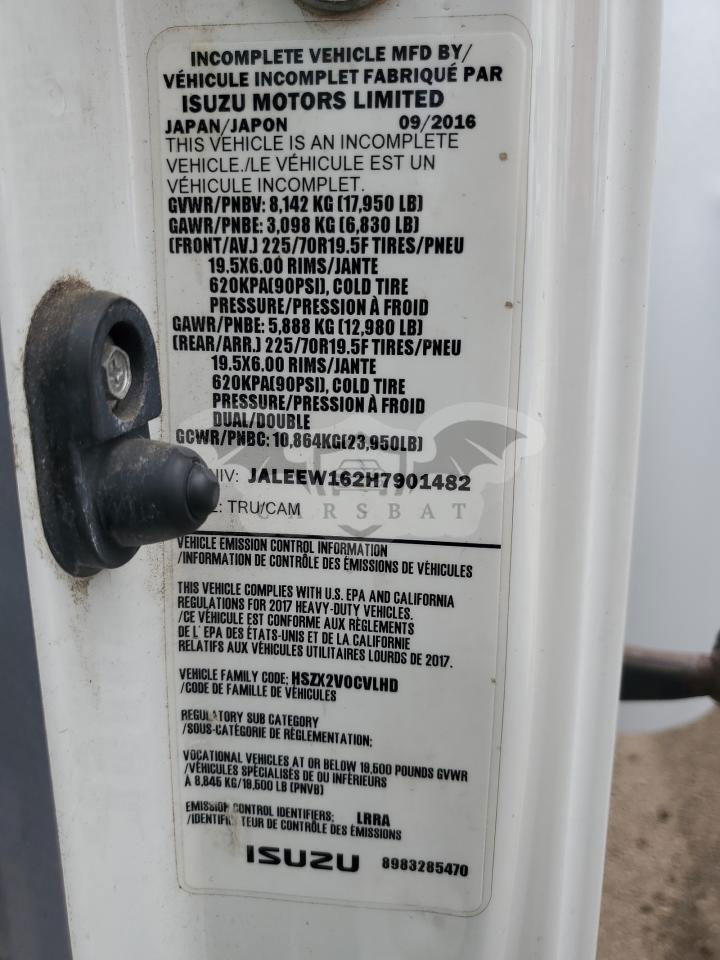 INCOMPLETE VEHICLE MFD BY/
VÉHICULE INCOMPLET FABRIQUÉ PAR
ISUZU MOTORS LIMITED
JAPAN/JAPON 09/2016
THIS VEHICLE IS AN INCOMPLETE
VEHICLE./LE VÉHICULE EST UN
VÉHICULE INCOMPLET.
GVWR/PNBV: 8,142 KG (17,950 LB)
GAWR/PNBE: 3,098 KG (6,830 LB)
(FRONT/AV.) 225/70R19.5F TIRES/PNEU
19.5X6.00 RIMS/JANTE
620KPA(90PSI), COLD TIRE
PRESSURE/PRESSION À FROID
GAWR/PNBE: 5,888 KG (12,980 LB)
(REAR/ARR.) 225/70R19.5F TIRES/PNEU
19.5X6.00 RIMS/JANTE
620KPA(90PSI), COLD TIRE
PRESSURE/PRESSION À FROID
DUAL/DOUBLE
GCWR/PNBC: 10,864KG(23,950LB)
NIV: JALEEW162H7901482
: TRU/CAM
CARSBAT
VEHICLE EMISSION CONTROL INFORMATION
/INFORMATION DE CONTRÔLE DES ÉMISSIONS DE VÉHICULES
THIS VEHICLE COMPLIES WITH U.S. EPA AND CALIFORNIA
REGULATIONS FOR 2017 HEAVY-DUTY VEHICLES.
/CE VÉHICULE EST CONFORME AUX RÈGLEMENTS
DE L' EPA DES ÉTATS-UNIS ET DE LA CALIFORNIE
RELATIFS AUX VÉHICULES UTILITAIRES LOURDS DE 2017.
VEHICLE FAMILY CODE: HSZX2VOCVLHD
/CODE DE FAMILLE DE VÉHICULES
REGULATORY SUB CATEGORY
/SOUS-CATÉGORIE DE RÈGLEMENTATION:
VOCATIONAL VEHICLES AT OR BELOW 19,500 POUNDS GVWR
/VÉHICULES SPÉCIALISÉS DE OU INFÉRIEURS
À 8,845 KG/19,500 LB (PNVB)
EMISSION CONTROL IDENTIFIERS: LRRA
/IDENTIFICATEUR DE CONTRÔLE DES ÉMISSIONS
ISUZU 8983285470